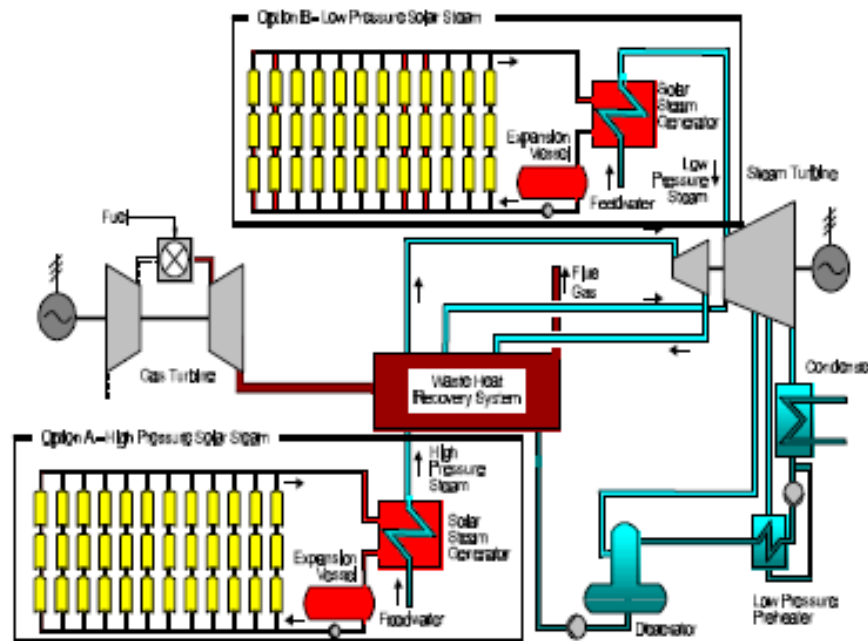 Option B– Low Pressure Solar Steam
Solar
Steam
Generator
Expansion
Vessel
Low
Pressure
Steam
Feedwater
Steam Turbine
Fuel
Flue
Gas
Gas Turbine
Waste Heat
Recovery System
Condenser
Option A–High Pressure Solar Steam
High
Pressure
Steam
Solar
Steam
Generator
Expansion
Vessel
Feedwater
Deaerator
Low Pressure
Preheater